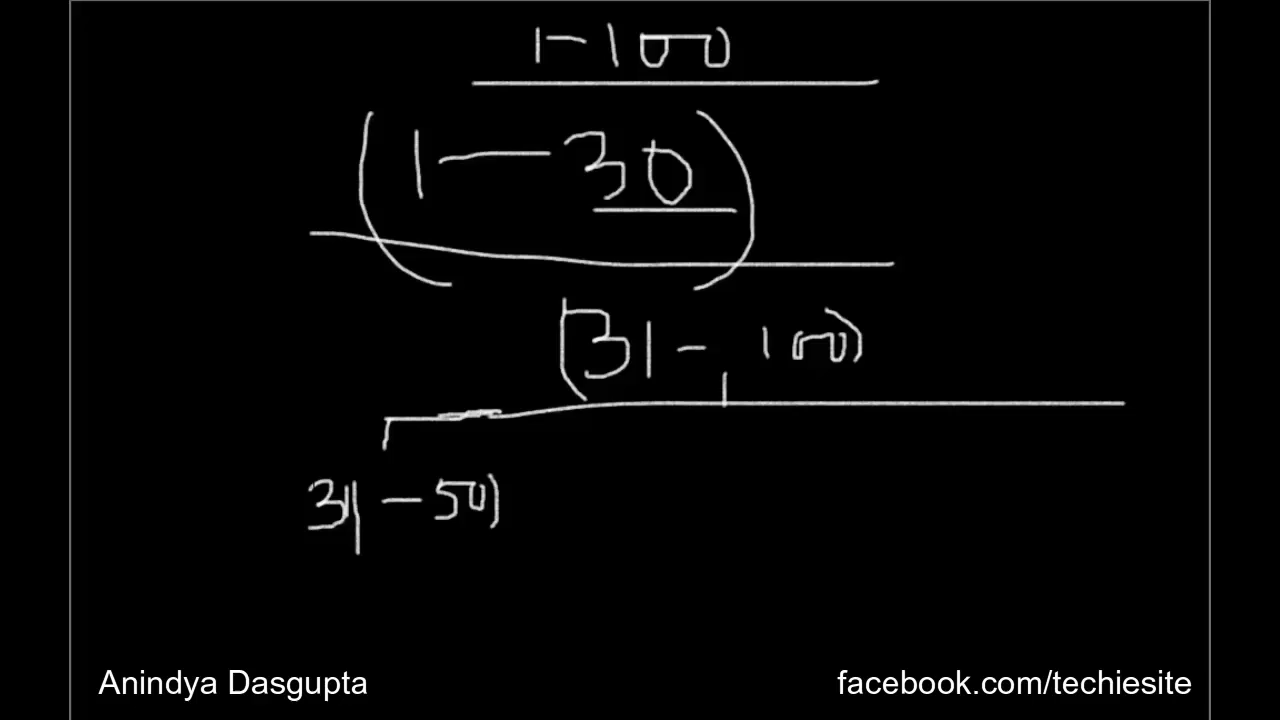 1-100
(1 — 30)
(31 - 100)
31 - 50)
Anindya Dasgupta
facebook.com/techiesite